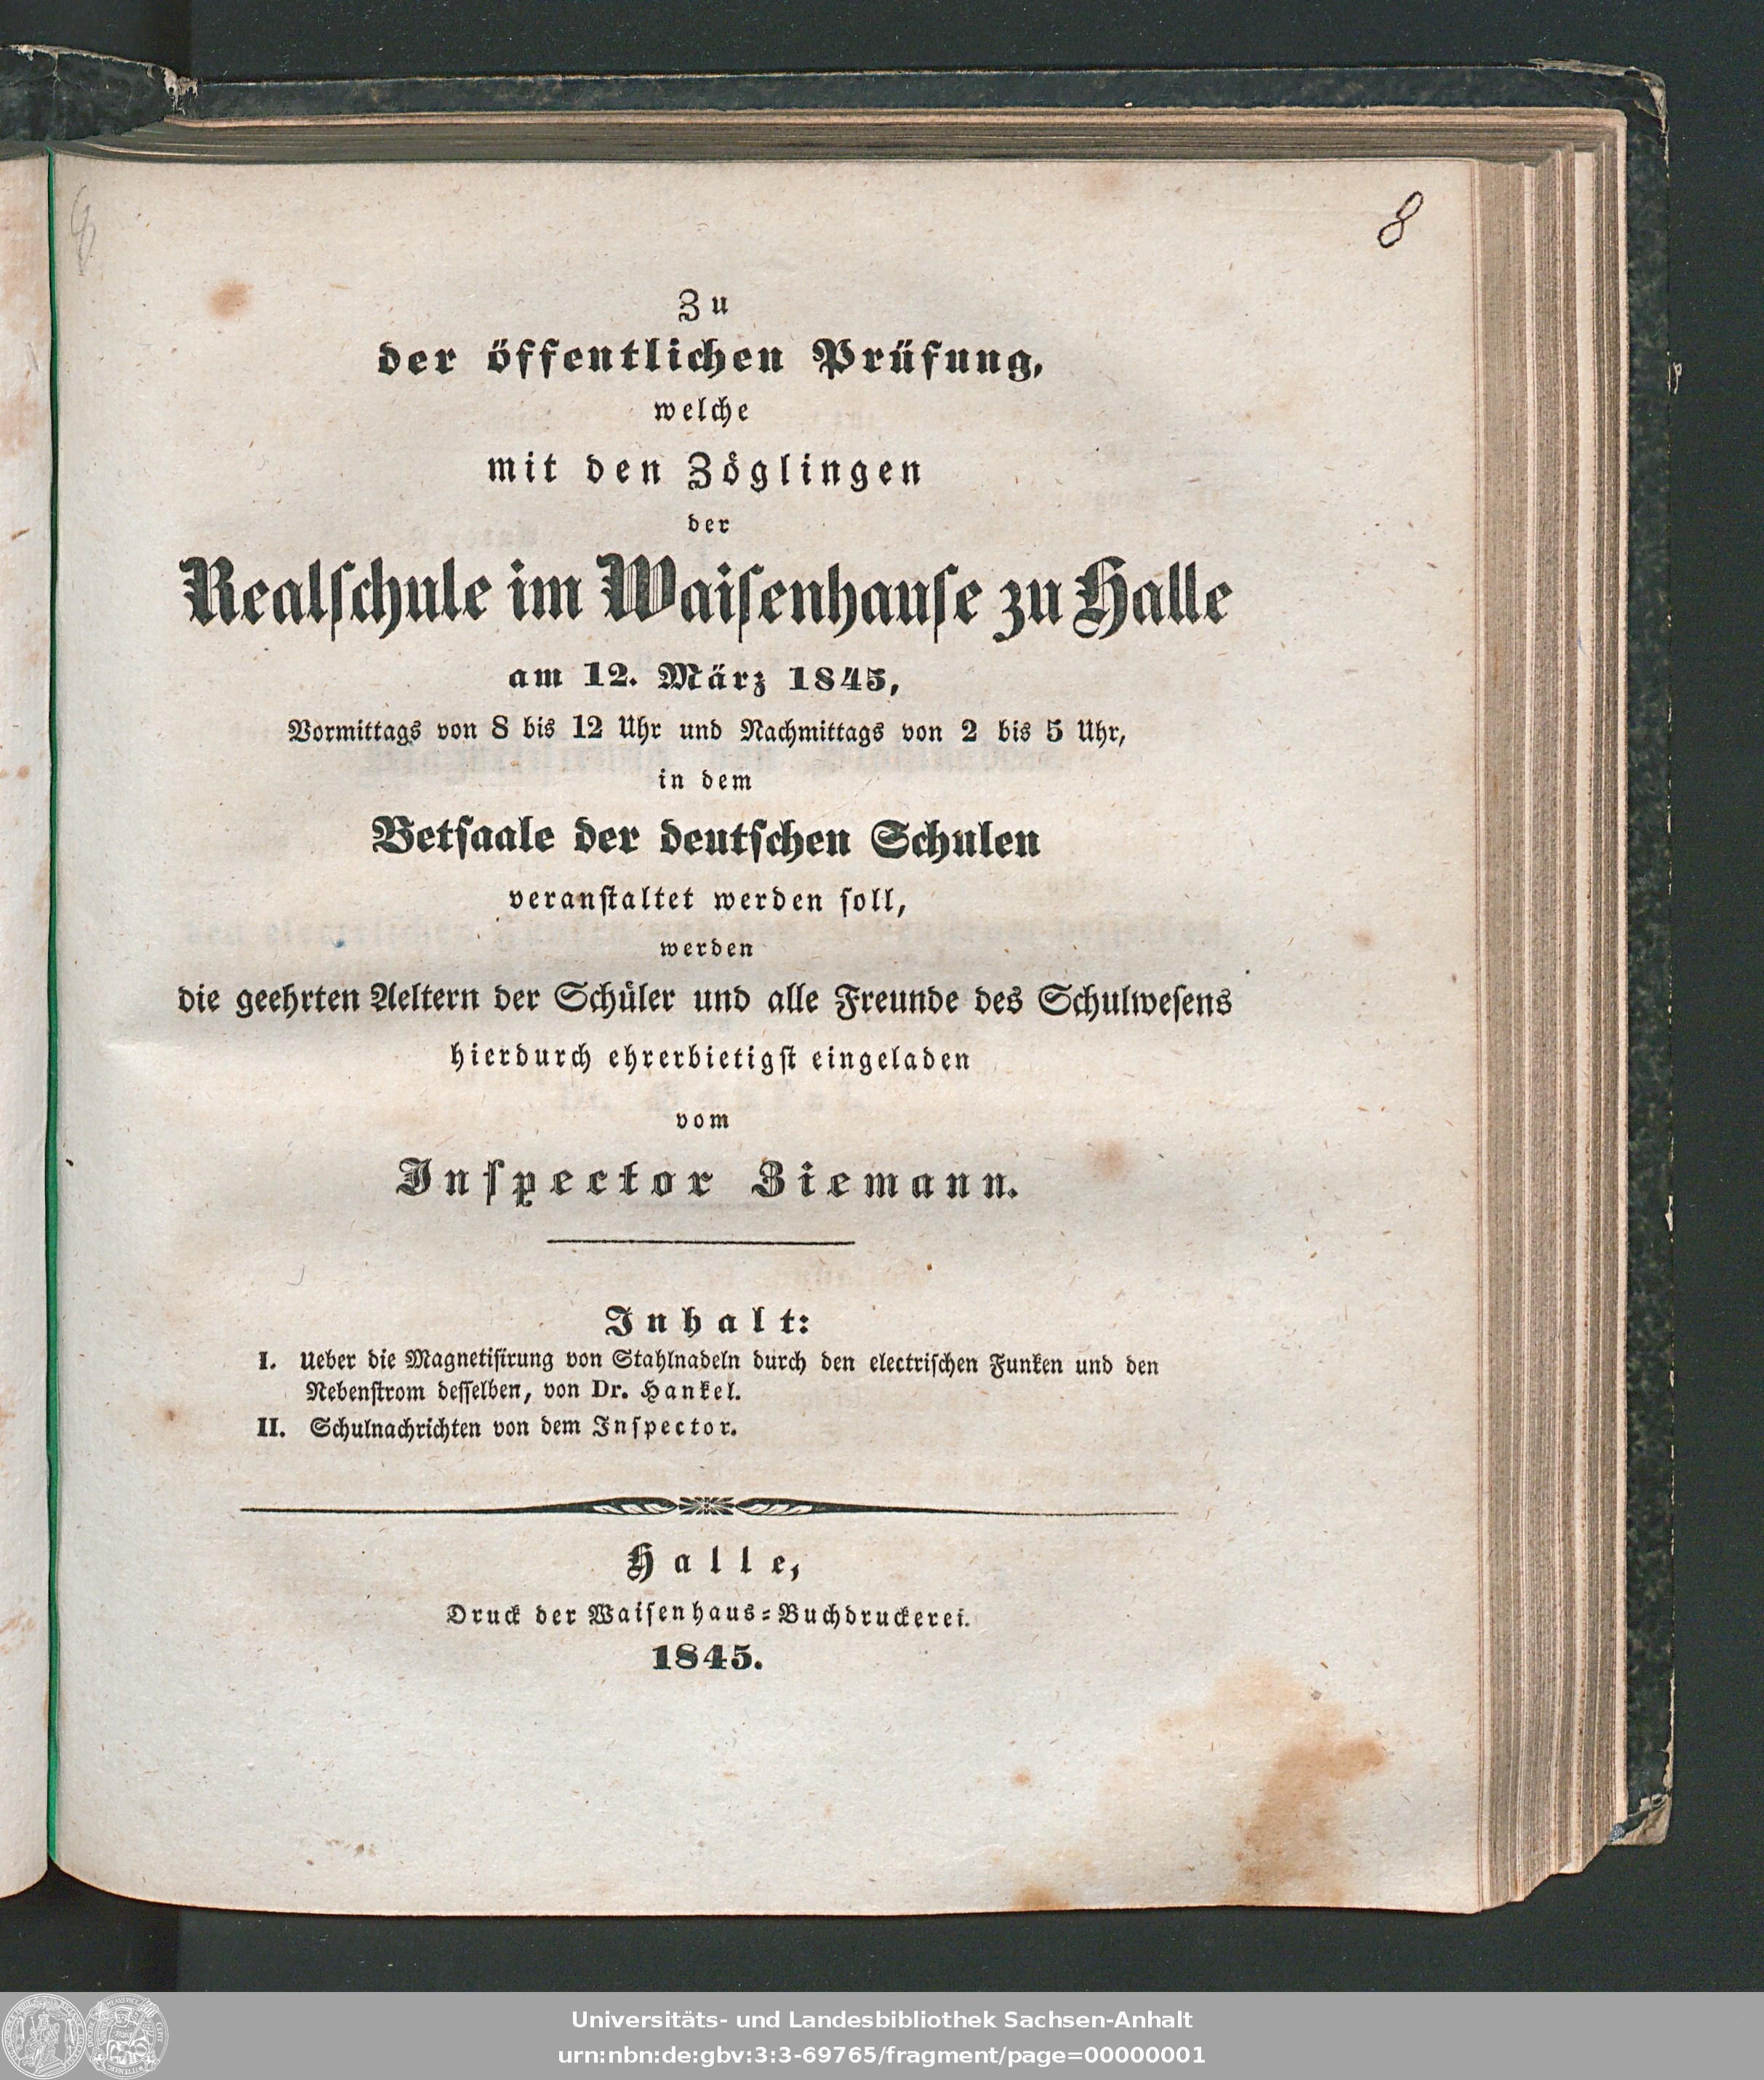 8
Zu
der öffentlichen Prüfung,
welche
mit den Zöglingen
der
Realſchule im Waiſenhauſe zu Halle
am 12. März 1845,
Vormittags von 8 bis 12 Uhr und Nachmittags von 2 bis 5 Uhr,
in dem
Betſaale der deutſchen Schulen
veranſtaltet werden ſoll,
werden
die geehrten Aeltern der Schüler und alle Freunde des Schulweſens
hierdurch ehrerbietigſt eingeladen
vom
Inſpector Ziemann.
Inhalt:
I. Ueber die Magnetiſirung von Stahlnadeln durch den electriſchen Funken und den
Nebenſtrom deſſelben, von Dr. Hankel.
II. Schulnachrichten von dem Inſpector.
Halle,
Druck der Waiſenhaus-Buchdruckerei.
1845.
Universitäts- und Landesbibliothek Sachsen-Anhalt
urn:nbn:de:gbv:3:3-69765/fragment/page=00000001